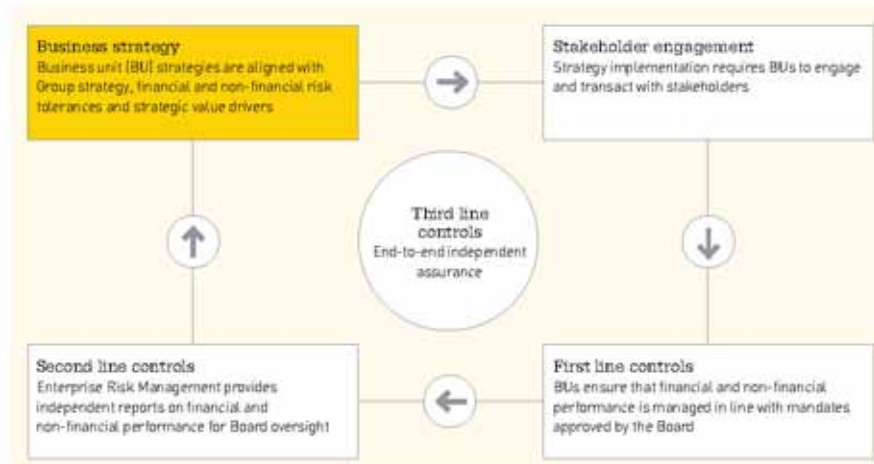 Business strategy
Business unit (BU) strategies are aligned with
Group strategy, financial and non-financial risk
tolerances and strategic value drivers
Stakeholder engagement
Strategy implementation requires BUs to engage
and transact with stakeholders
Third line
controls
End-to-end independent
assurance
Second line controls
Enterprise Risk Management provides
independent reports on financial and
non-financial performance for Board oversight
First line controls
BUs ensure that financial and non-financial
performance is managed in line with mandates
approved by the Board